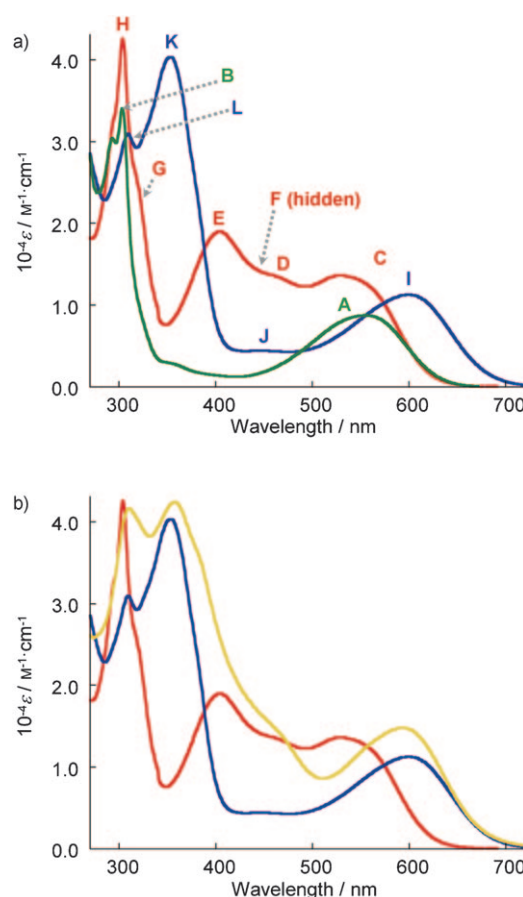 a)
H
K
4.0
B
L
3.0
G
F (hidden)
2.0
E
D
C
I
A
1.0
J
0.0
300 400 500 600 700
Wavelength / nm
10⁻⁴ε / M⁻¹·cm⁻¹
b)
4.0
3.0
2.0
1.0
0.0
300 400 500 600 700
Wavelength / nm
10⁻⁴ε / M⁻¹·cm⁻¹